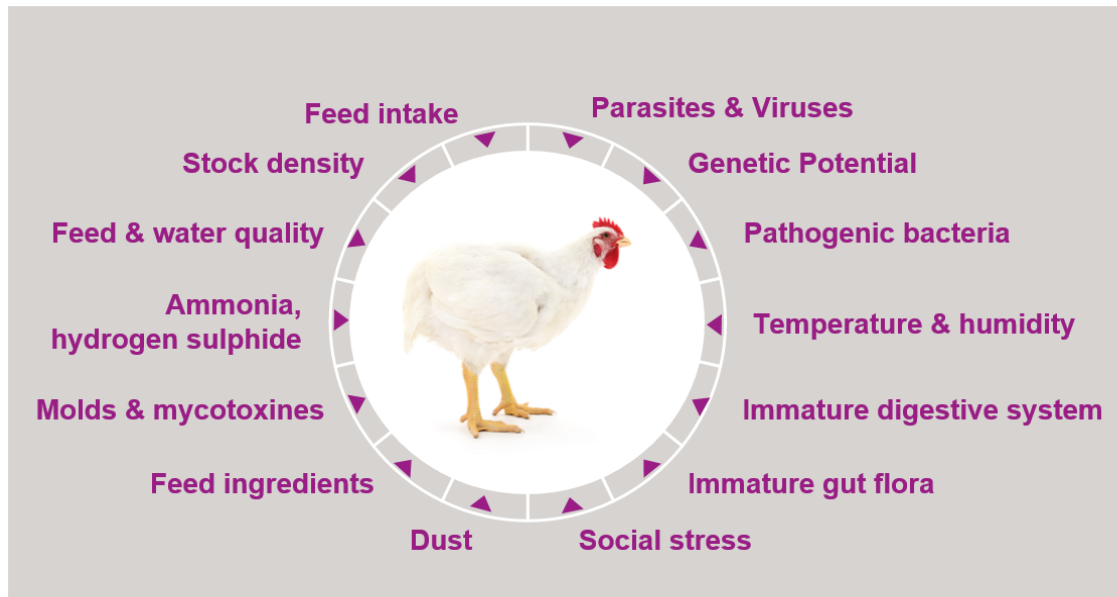 Feed intake
Parasites & Viruses
Stock density
Genetic Potential
Feed & water quality
Pathogenic bacteria
Ammonia,
hydrogen sulphide
Temperature & humidity
Molds & mycotoxines
Immature digestive system
Feed ingredients
Immature gut flora
Dust
Social stress